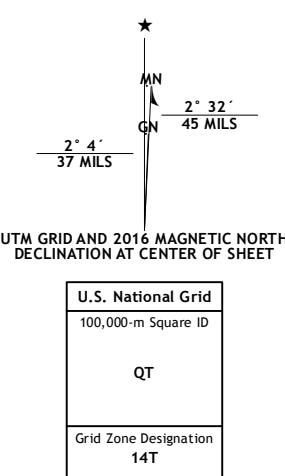 ★
MN
2° 32´
45 MILS
GN
2° 4´
37 MILS
UTM GRID AND 2016 MAGNETIC NORTH
DECLINATION AT CENTER OF SHEET
U.S. National Grid
100,000-m Square ID
QT
Grid Zone Designation
14T